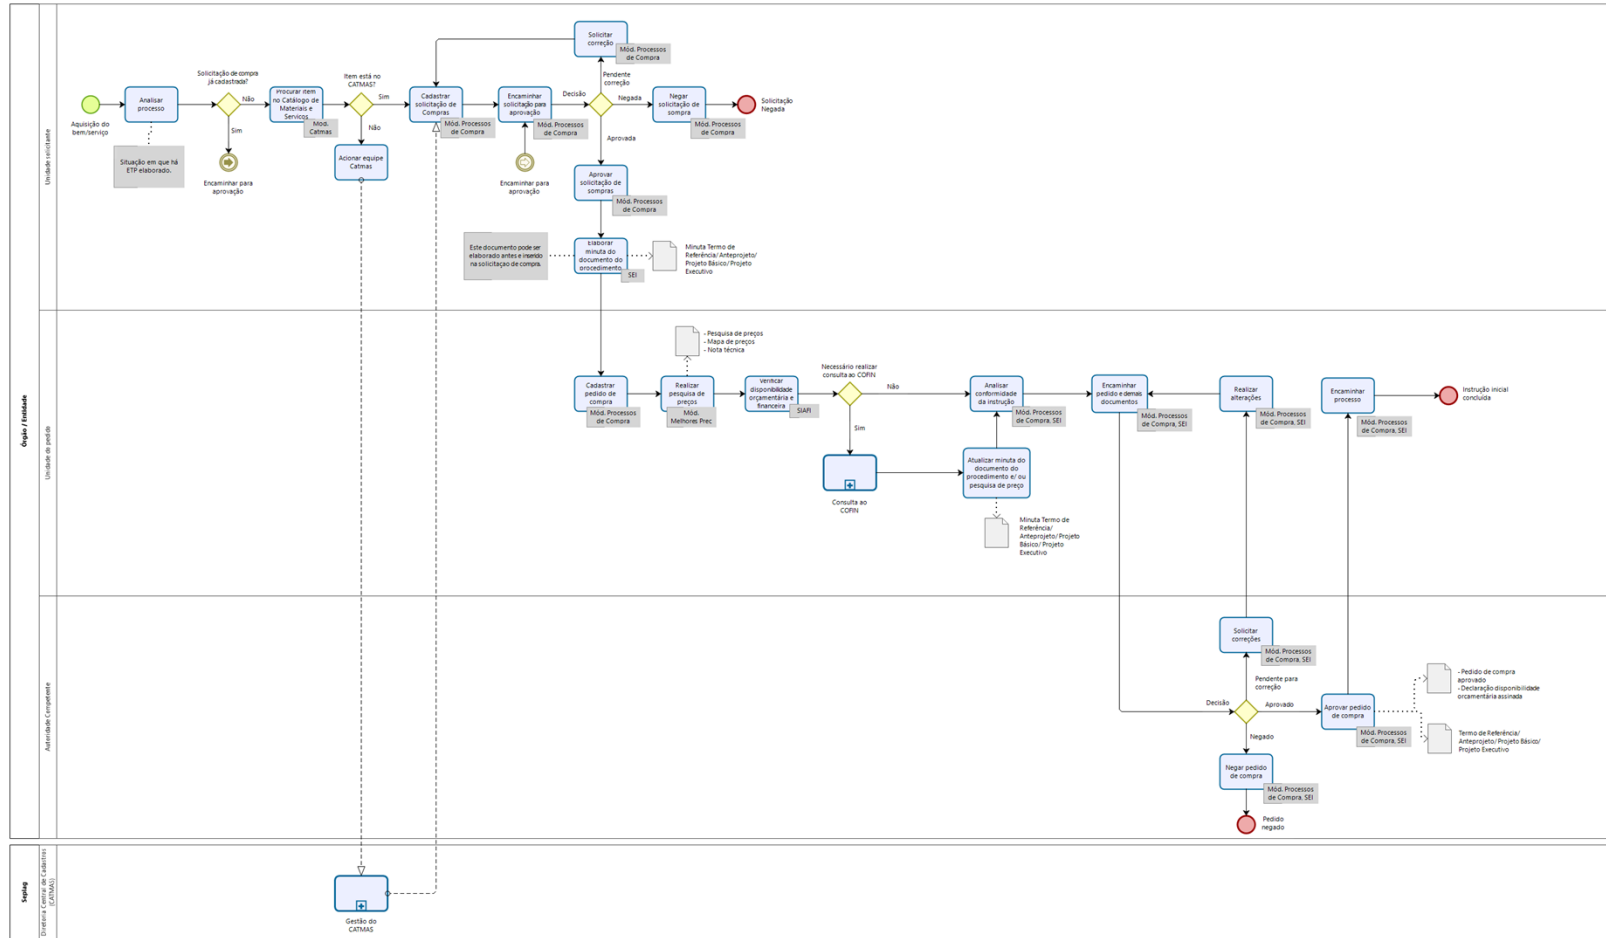 Órgão / Entidade
Unidade solicitante
Aquisição do
bem/serviço
Analisar
processo
Situação em que há
ETP elaborado.
Solicitação de compra
já cadastrada?
Não
Sim
Encaminhar para
aprovação
Procurar item
no Catálogo de
Materiais e
Serviços
Mód.
Catmas
Item está no
CATMAS?
Sim
Não
Acionar equipe
Catmas
Cadastrar
solicitação de
Compras
Mód. Processos
de Compra
Encaminhar
solicitação para
aprovação
Mód. Processos
de Compra
Encaminhar para
aprovação
Decisão
Solicitar
correção
Mód. Processos
de Compra
Pendente
correção
Negada
Negar
solicitação de
sompra
Mód. Processos
de Compra
Solicitação
Negada
Aprovada
Aprovar
solicitação de
sompras
Mód. Processos
de Compra
Este documento pode ser
elaborado antes e inserido
na solicitaçao de compra.
Elaborar
minuta do
documento do
procedimento
SEI
Minuta Termo de
Referência/ Anteprojeto/
Projeto Básico/ Projeto
Executivo
Unidade de pedido
Cadastrar
pedido de
compra
Mód. Processos
de Compra
- Pesquisa de preços
- Mapa de preços
- Nota técnica
Realizar
pesquisa de
preços
Mód.
Melhores Prec
Verificar
disponibilidade
orçamentária e
financeira
SIAFI
Necessário realizar
consulta ao COFIN
Não
Sim
Consulta ao
COFIN
Analisar
conformidade
da instrução
Mód. Processos
de Compra, SEI
Atualizar minuta do
documento do
procedimento e/ ou
pesquisa de preço
Minuta Termo de
Referência/
Anteprojeto/ Projeto
Básico/ Projeto
Executivo
Encaminhar
pedido e demais
documentos
Mód. Processos
de Compra, SEI
Realizar
alterações
Mód. Processos
de Compra, SEI
Encaminhar
processo
Mód. Processos
de Compra, SEI
Instrução inicial
concluída
Autoridade Competente
Solicitar
correções
Mód. Processos
de Compra, SEI
Pendente para
correção
Decisão
Aprovado
Negado
Aprovar pedido
de compra
Mód. Processos
de Compra, SEI
- Pedido de compra
aprovado
- Declaração disponibilidade
orcamentária assinada
Termo de Referência/
Anteprojeto/ Projeto Básico/
Projeto Executivo
Negar pedido
de compra
Mód. Processos
de Compra, SEI
Pedido
negado
Seplag
Diretoria Central de Cadastros
(CATMAS)
Gestão do
CATMAS